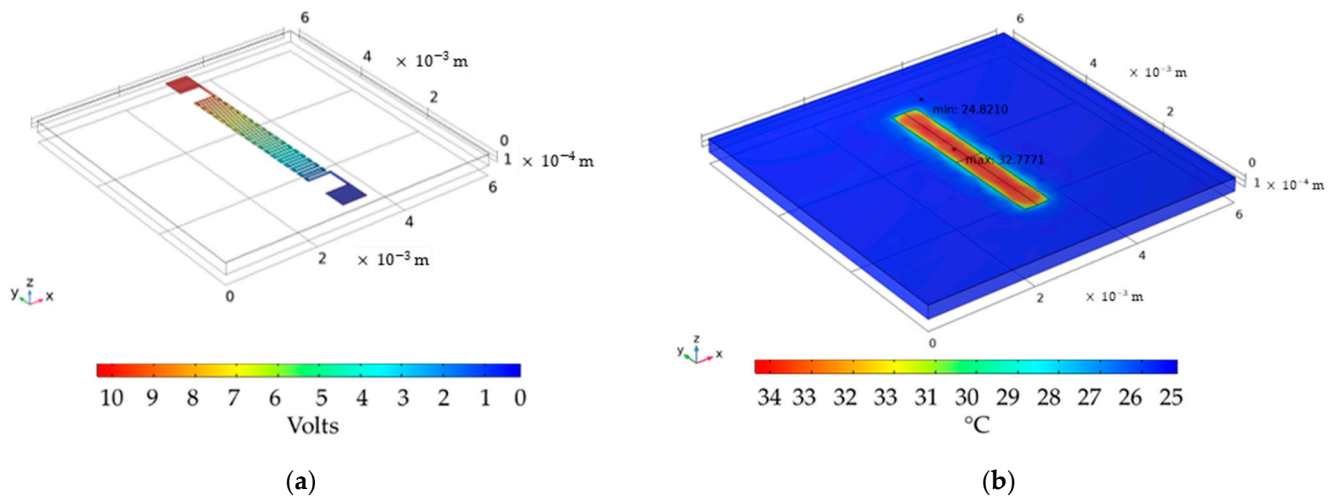 6
4 × 10⁻³ m
2
0
1 × 10⁻⁴ m
6
4
2 × 10⁻³ m
0
y z x
10 9 8 7 6 5 4 3 2 1 0
Volts
(a)
6
4
× 10⁻³ m
2
min: 24.8210
max: 32.7771
0
1 × 10⁻⁴ m
6
4
2 × 10⁻³ m
0
y z x
34 33 32 33 31 30 29 28 27 26 25
°C
(b)